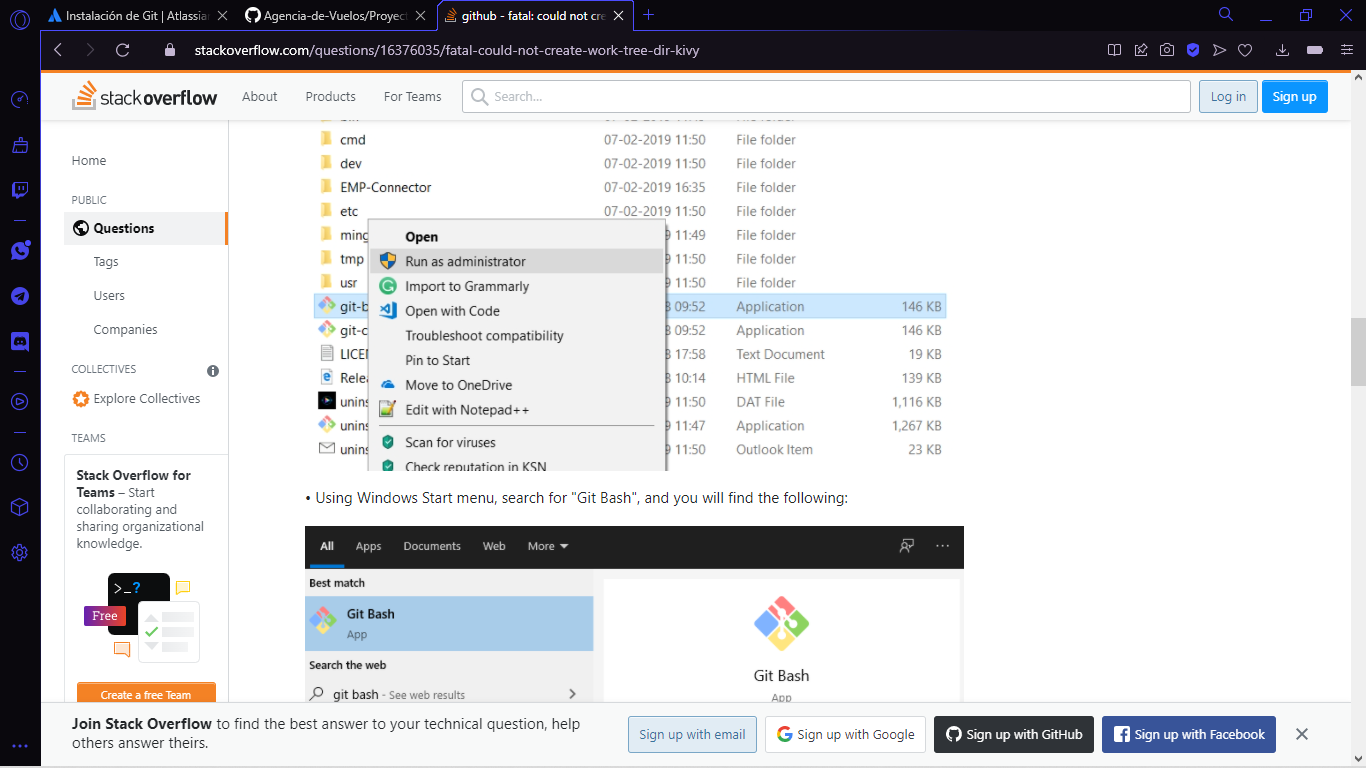 Instalación de Git | Atlassian
Agencia-de-Vuelos/Proyect
github - fatal: could not cre
stackoverflow.com/questions/16376035/fatal-could-not-create-work-tree-dir-kivy
stackoverflow
About
Products
For Teams
Search...
Log in
Sign up
Home
PUBLIC
Questions
Tags
Users
Companies
COLLECTIVES
Explore Collectives
TEAMS
Stack Overflow for
Teams – Start
collaborating and
sharing organizational
knowledge.
>_?
Free
Create a free Team
cmd 07-02-2019 11:50 File folder
dev 07-02-2019 11:50 File folder
EMP-Connector 07-02-2019 16:35 File folder
etc 07-02-2019 11:50 File folder
ming 11:49 File folder
tmp 11:50 File folder
usr 11:50 File folder
git-b 09:52 Application 146 KB
git-c 09:52 Application 146 KB
LICE 17:58 Text Document 19 KB
Relea 10:14 HTML File 139 KB
unins 11:50 DAT File 1,116 KB
unins 11:47 Application 1,267 KB
unins 11:50 Outlook Item 23 KB
Open
Run as administrator
Import to Grammarly
Open with Code
Troubleshoot compatibility
Pin to Start
Move to OneDrive
Edit with Notepad++
Scan for viruses
Check reputation in KSN
• Using Windows Start menu, search for "Git Bash", and you will find the following:
All Apps Documents Web More
Best match
Git Bash
App
Search the web
git bash - See web results
Git Bash
App
Join Stack Overflow to find the best answer to your technical question, help
others answer theirs.
Sign up with email
Sign up with Google
Sign up with GitHub
Sign up with Facebook